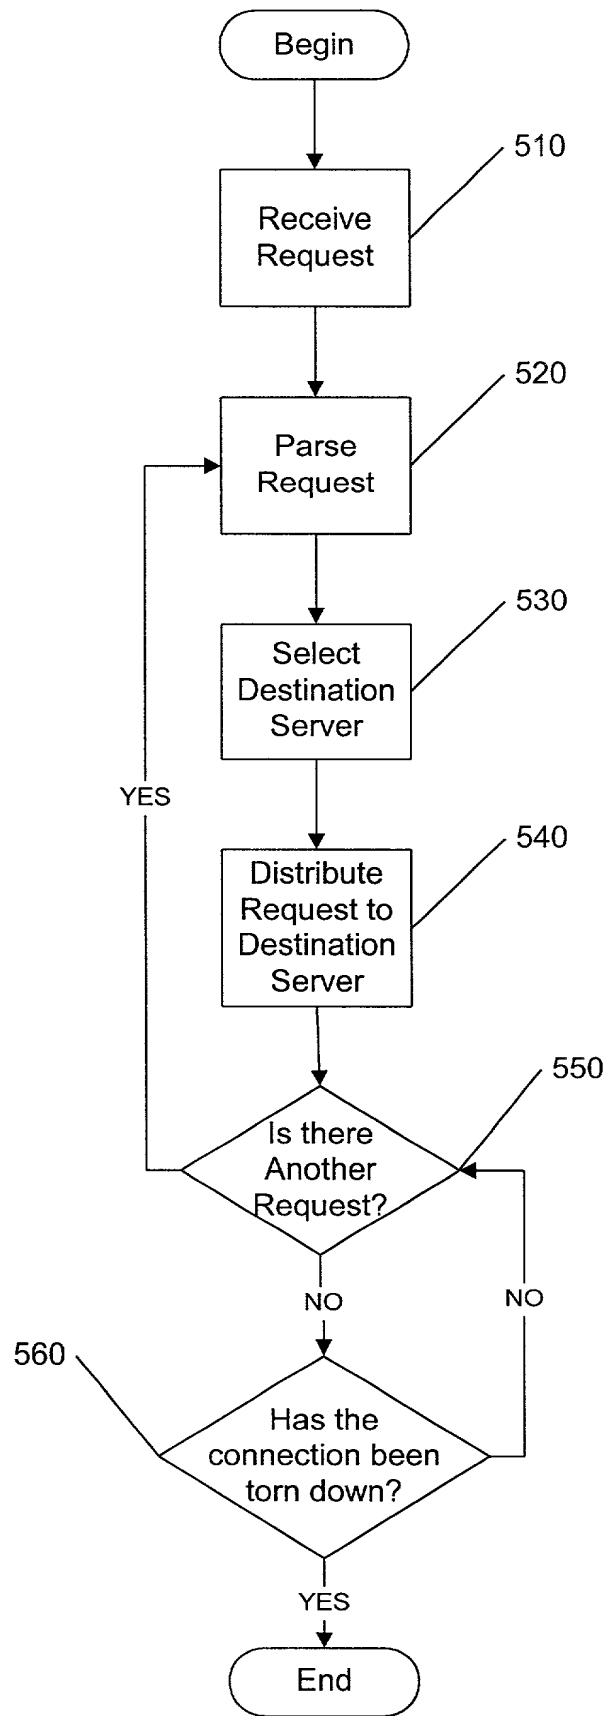 Begin
510
Receive
Request
520
Parse
Request
530
Select
Destination
Server
YES
540
Distribute
Request to
Destination
Server
550
Is there
Another
Request?
NO
NO
560
Has the
connection been
torn down?
YES
End